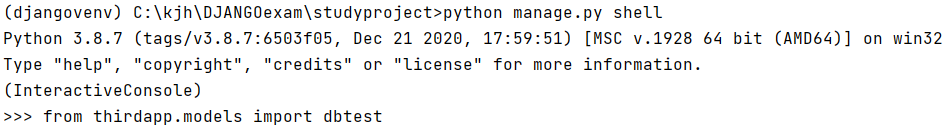 (djangovenv) C:\kjh\DJANGOexam\studyproject>python manage.py shell
Python 3.8.7 (tags/v3.8.7:6503f05, Dec 21 2020, 17:59:51) [MSC v.1928 64 bit (AMD64)] on win32
Type "help", "copyright", "credits" or "license" for more information.
(InteractiveConsole)
>>> from thirdapp.models import dbtest